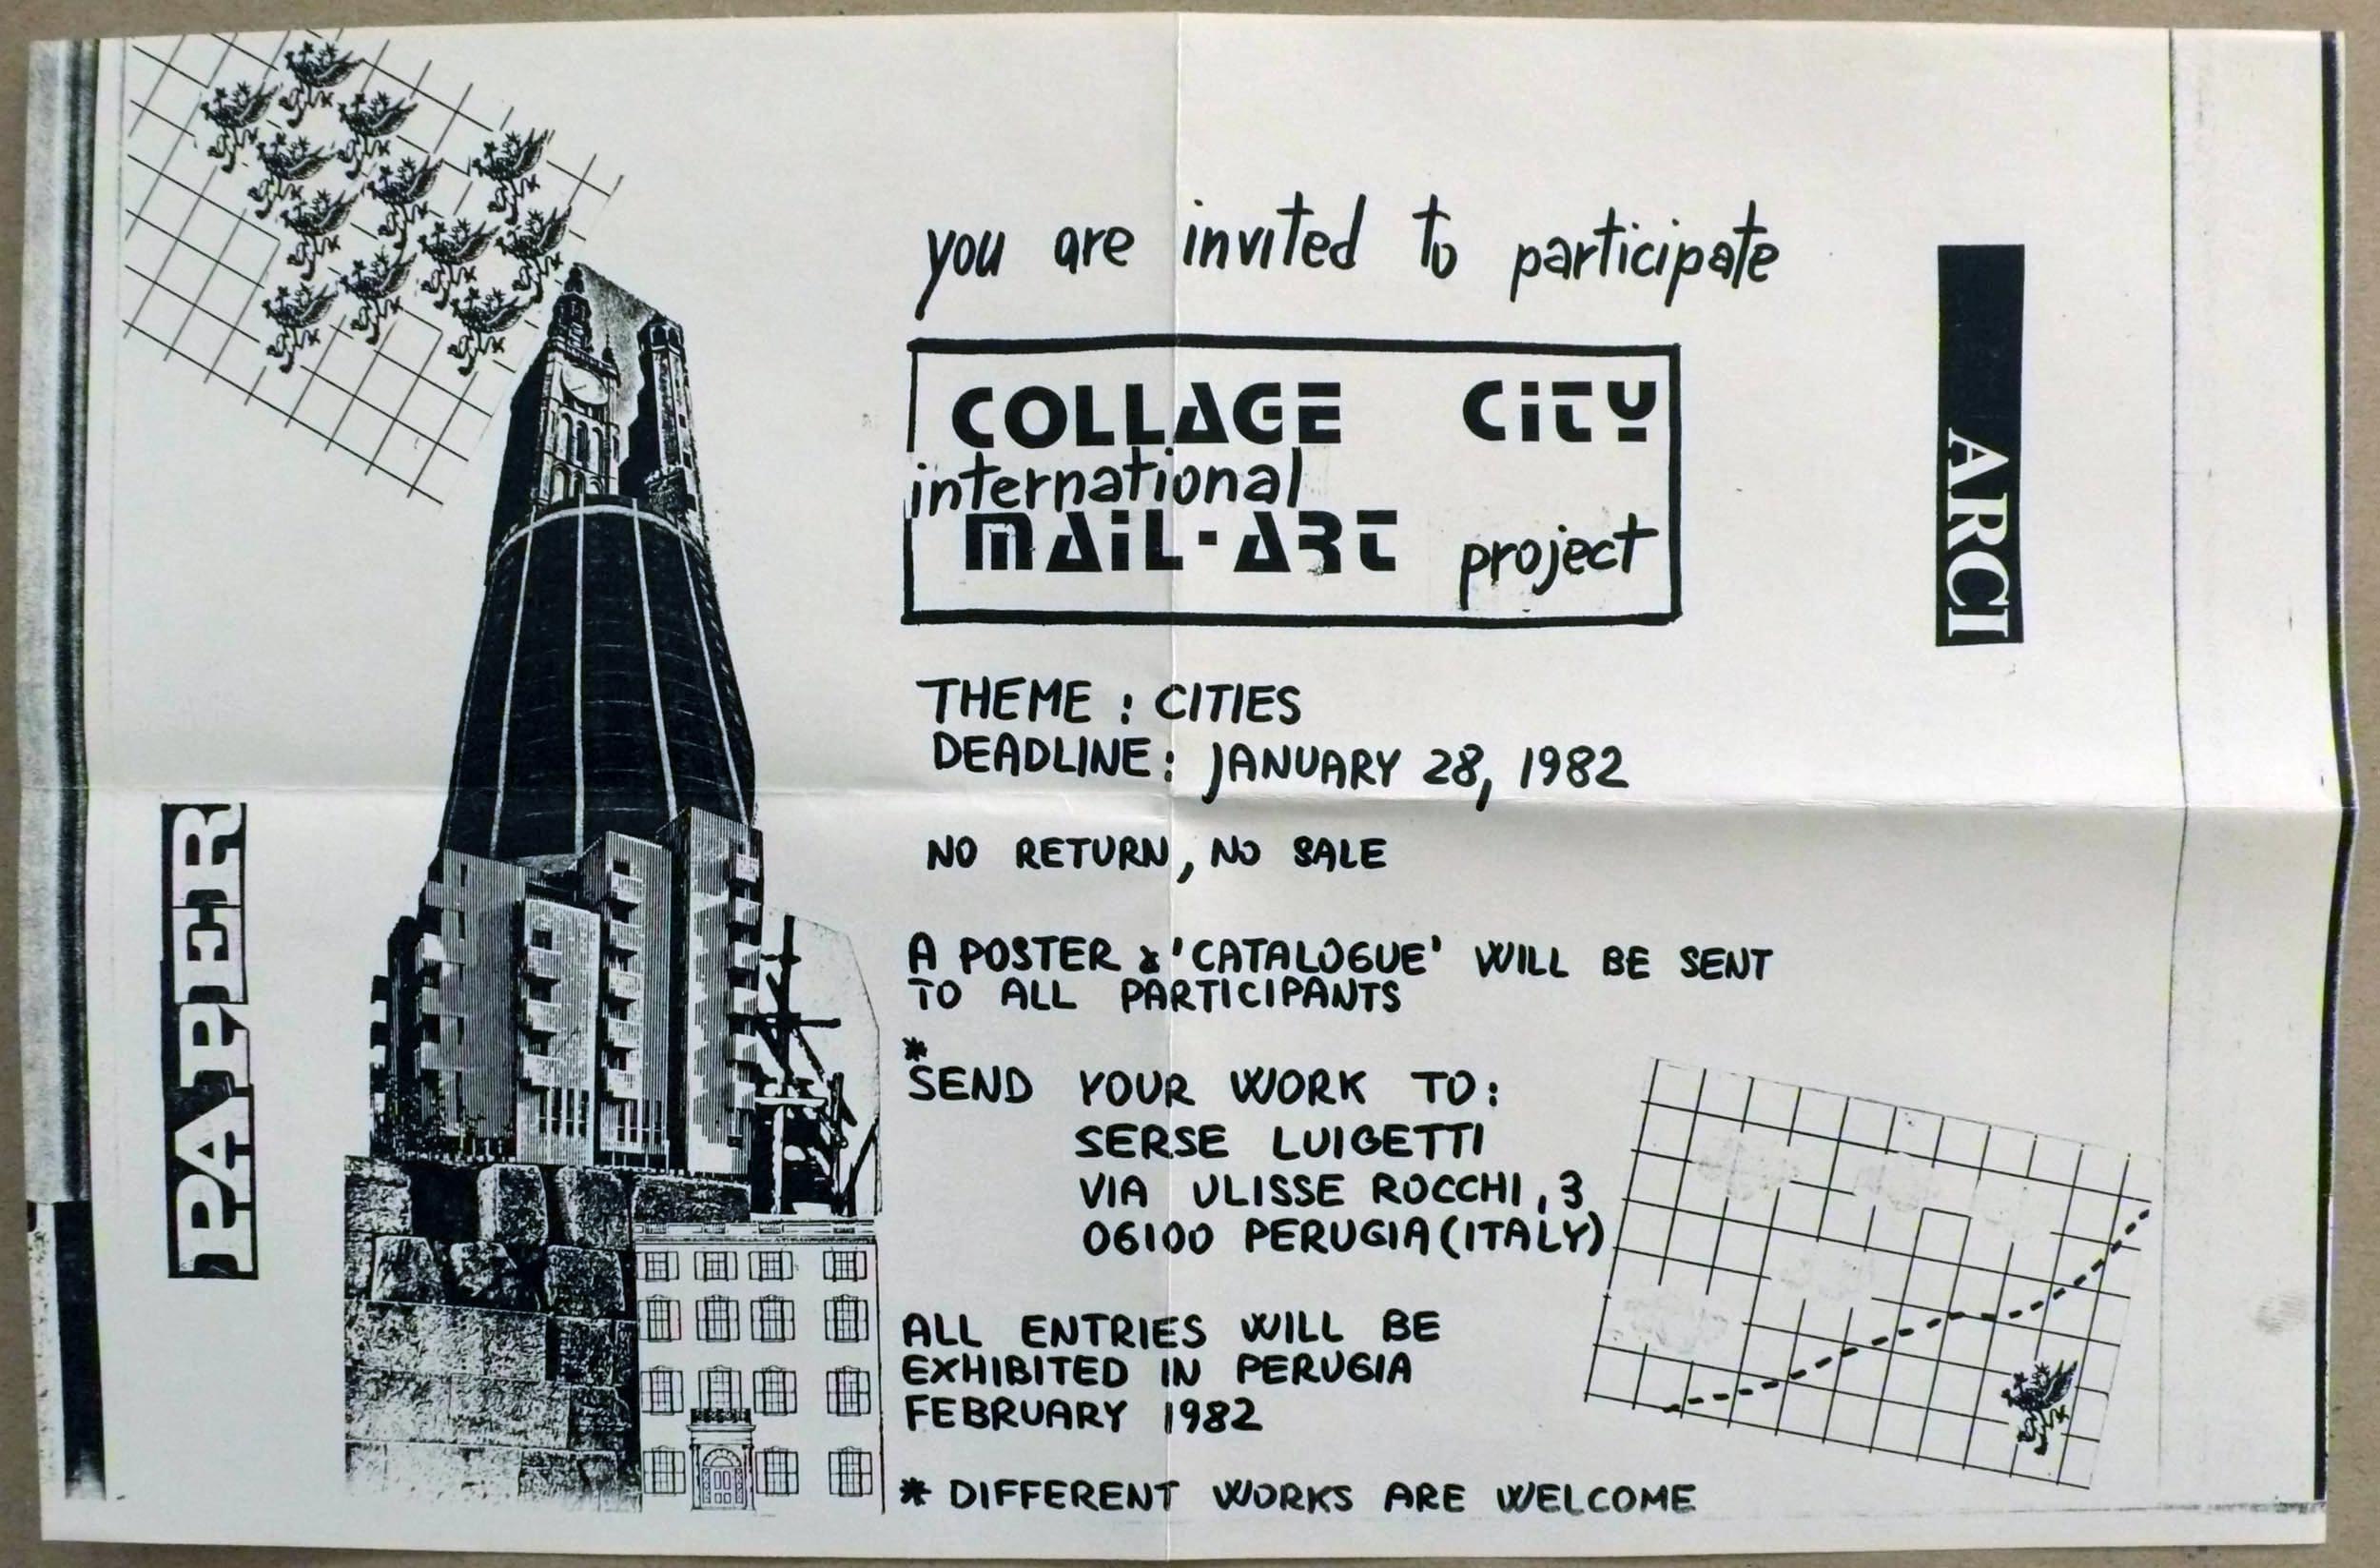 you are invited to participate
COLLAGE CiTY
international
MAiL-ART project
ARCI
THEME : CITIES
DEADLINE: JANUARY 28, 1982
NO RETURN, NO SALE
PAPER
A POSTER & 'CATALOGUE' WILL BE SENT
TO ALL PARTICIPANTS
*
SEND YOUR WORK TO:
SERSE LUIGETTI
VIA ULISSE ROCCHI, 3
06100 PERUGIA (ITALY)
ALL ENTRIES WILL BE
EXHIBITED IN PERUGIA
FEBRUARY 1982
* DIFFERENT WORKS ARE WELCOME